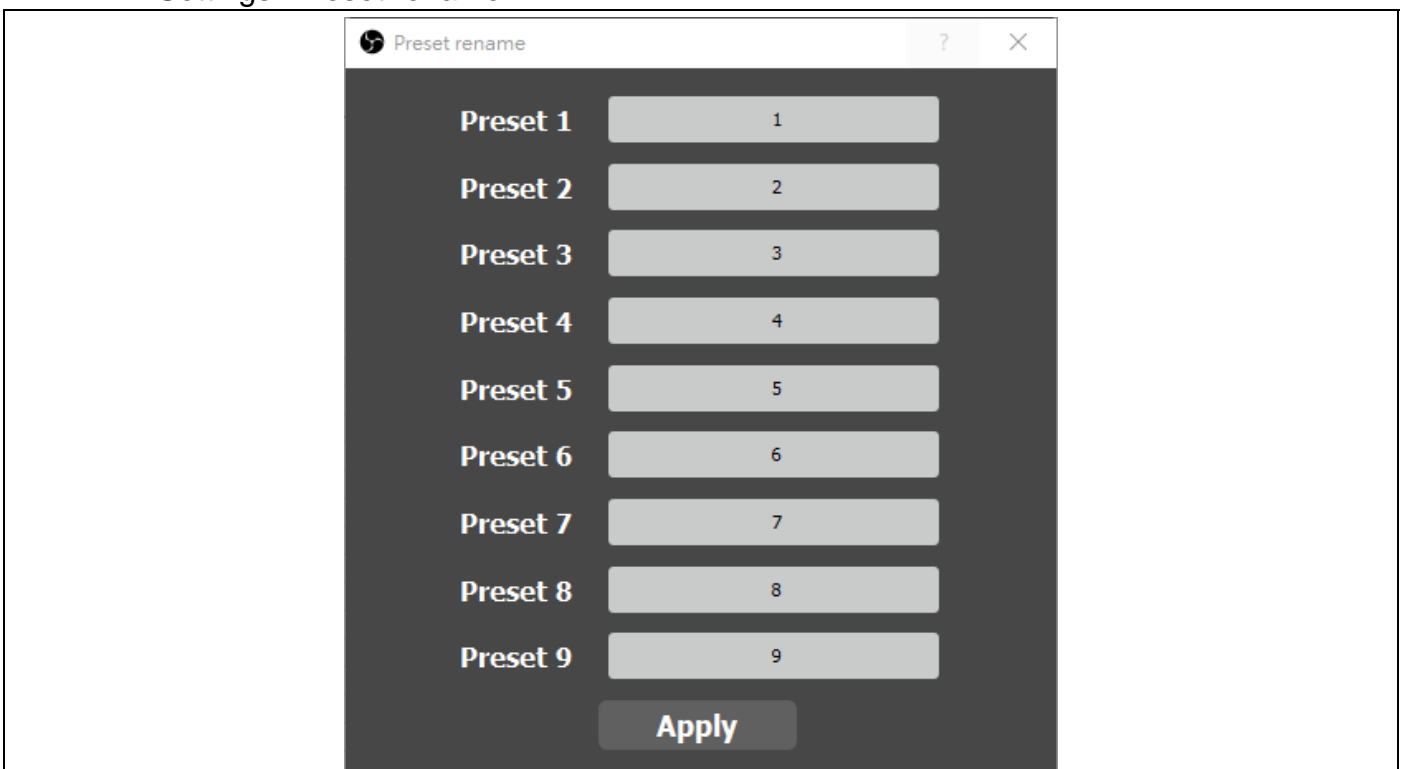 Preset rename ?
Preset 1 1
Preset 2 2
Preset 3 3
Preset 4 4
Preset 5 5
Preset 6 6
Preset 7 7
Preset 8 8
Preset 9 9
Apply